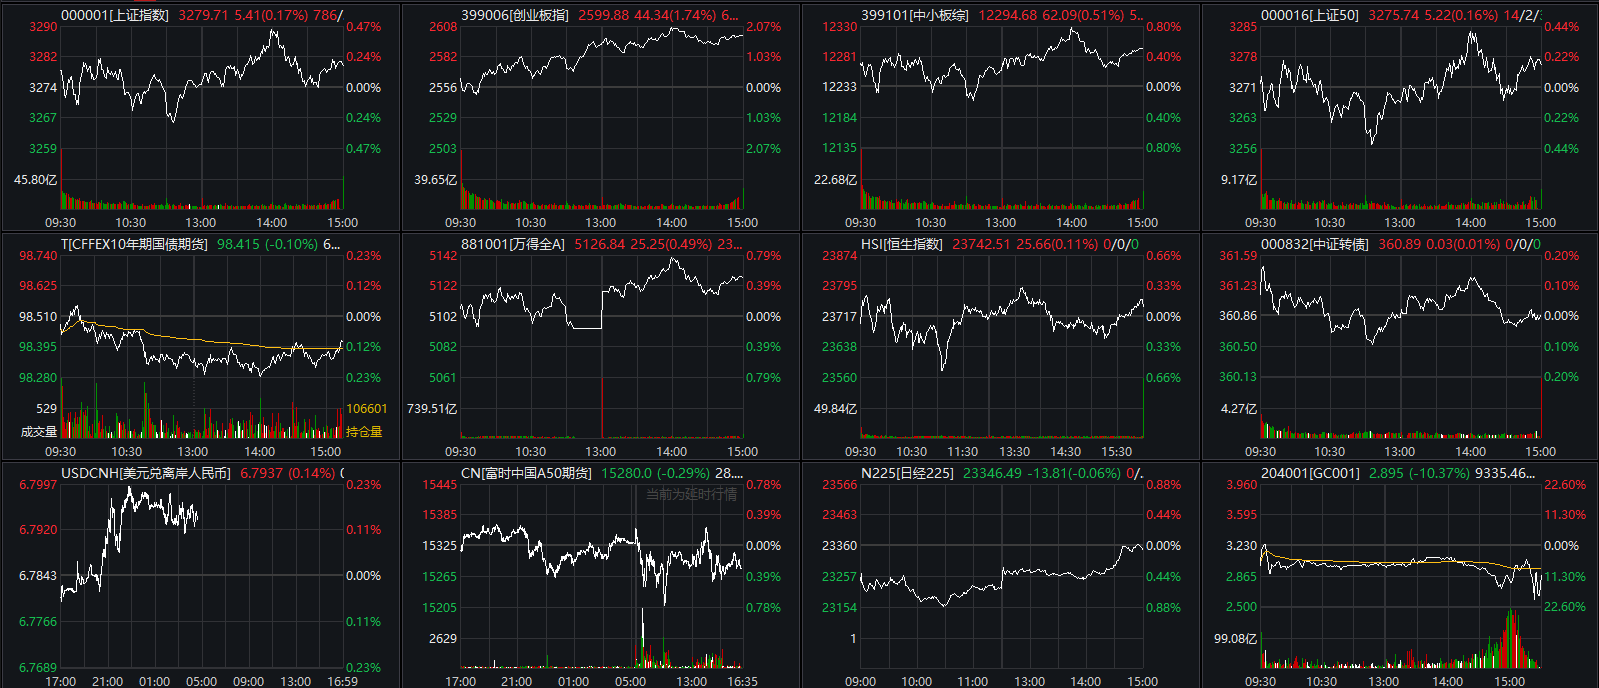 000001[上证指数] 3279.71 5.41(0.17%) 786/
3290 0.47%
3282 0.24%
3274 0.00%
3267 0.24%
3259 0.47%
45.80亿
09:30 10:30 13:00 14:00 15:00
399006[创业板指] 2599.88 44.34(1.74%) 6...
2608 2.07%
2582 1.03%
2556 0.00%
2529 1.03%
2503 2.07%
39.65亿
09:30 10:30 13:00 14:00 15:00
399101[中小板综] 12294.68 62.09(0.51%) 5..
12330 0.80%
12281 0.40%
12233 0.00%
12184 0.40%
12135 0.80%
22.68亿
09:30 10:30 13:00 14:00 15:00
000016[上证50] 3275.74 5.22(0.16%) 14/2/
3285 0.44%
3278 0.22%
3271 0.00%
3263 0.22%
3256 0.44%
9.17亿
09:30 10:30 13:00 14:00 15:00
T[CFFEX10年期国债期货] 98.415 (-0.10%) 6...
98.740 0.23%
98.625 0.12%
98.510 0.00%
98.395 0.12%
98.280 0.23%
529 106601
成交量 持仓量
09:30 10:30 13:00 14:00 15:00
881001[万得全A] 5126.84 25.25(0.49%) 23...
5142 0.79%
5122 0.39%
5102 0.00%
5082 0.39%
5061 0.79%
739.51亿
09:30 10:30 13:00 14:00 15:00
HSI[恒生指数] 23742.51 25.66(0.11%) 0/0/0
23874 0.66%
23795 0.33%
23717 0.00%
23638 0.33%
23560 0.66%
49.84亿
09:30 10:30 11:30 13:30 14:30 15:30
000832[中证转债] 360.89 0.03(0.01%) 0/0/0
361.59 0.20%
361.23 0.10%
360.86 0.00%
360.50 0.10%
360.13 0.20%
4.27亿
09:30 10:30 13:00 14:00 15:00
USDCNH[美元兑离岸人民币] 6.7937 (0.14%)
6.7997 0.23%
6.7920 0.11%
6.7843 0.00%
6.7766 0.11%
6.7689 0.23%
17:00 21:00 01:00 05:00 09:00 13:00 16:59
CN[富时中国A50期货] 15280.0 (-0.29%) 28....
当前为延时行情
15445 0.78%
15385 0.39%
15325 0.00%
15265 0.39%
15205 0.78%
2629
17:00 21:00 01:00 05:00 13:00 16:35
N225[日经225] 23346.49 -13.81(-0.06%) 0/.
23566 0.88%
23463 0.44%
23360 0.00%
23257 0.44%
23154 0.88%
1
09:00 10:00 11:00 13:00 14:00 15:00
204001[GC001] 2.895 (-10.37%) 9335.46...
3.960 22.60%
3.595 11.30%
3.230 0.00%
2.865 11.30%
2.500 22.60%
99.08亿
09:30 10:30 13:00 14:00 15:00